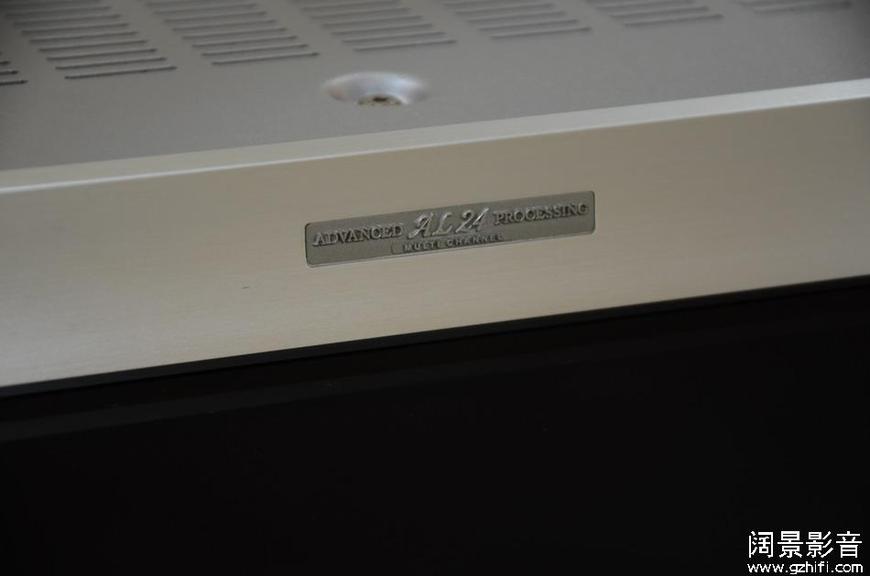 ADVANCED AL24 PROCESSING
MULTI CHANNEL
阔景影音
www.gzhifi.com